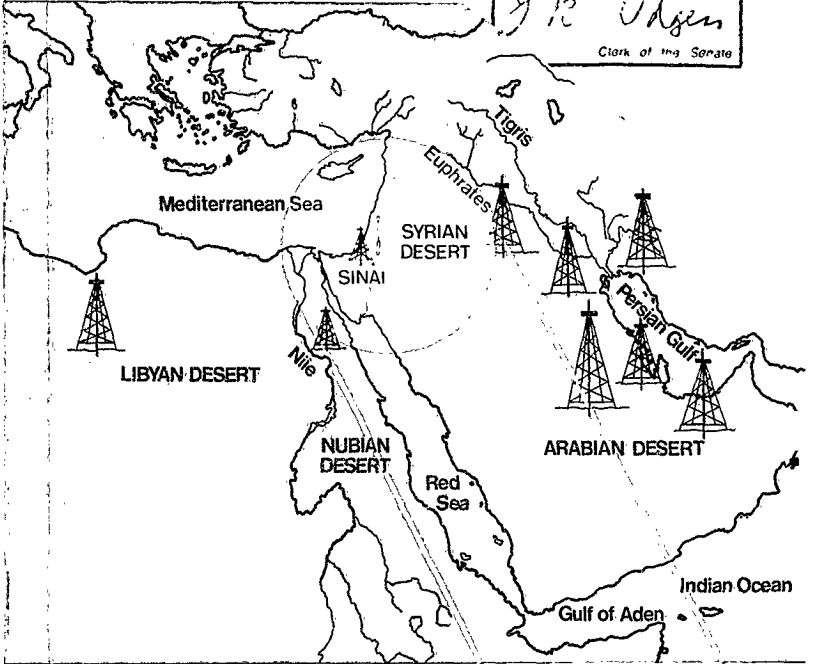 Clerk of the Senate
Tigris
Euphrates
Mediterranean Sea
SYRIAN
DESERT
SINAI
Persian Gulf
Nile
LIBYAN DESERT
NUBIAN
DESERT
ARABIAN DESERT
Red
Sea
Indian Ocean
Gulf of Aden